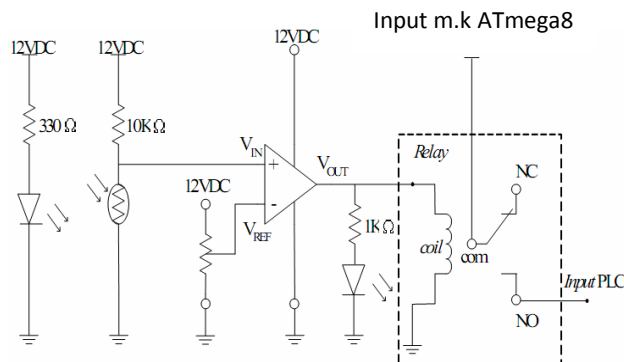 Input m.k ATmega8
12VDC
12VDC
12VDC
330 Ω
10K Ω
V_IN
+
V_OUT
Relay
12VDC
-
V_REF
NC
1K Ω
coil
com
Input PLC
NO